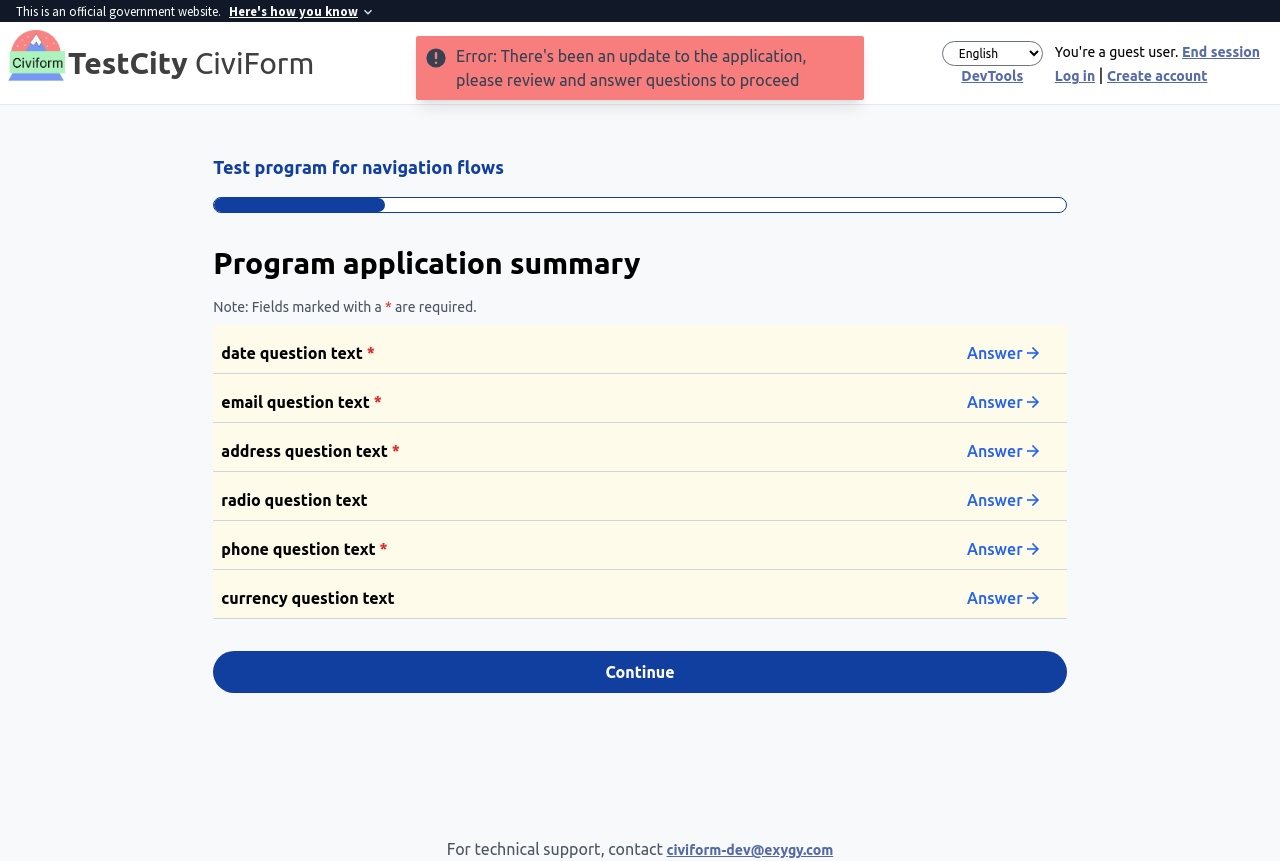 This is an official government website. Here's how you know
Civiform
TestCity CiviForm
Error: There's been an update to the application,
please review and answer questions to proceed
English
You're a guest user. End session
DevTools
Log in | Create account
Test program for navigation flows
Program application summary
Note: Fields marked with a * are required.
date question text * Answer
email question text * Answer
address question text * Answer
radio question text Answer
phone question text * Answer
currency question text Answer
Continue
For technical support, contact civiform-dev@exygy.com